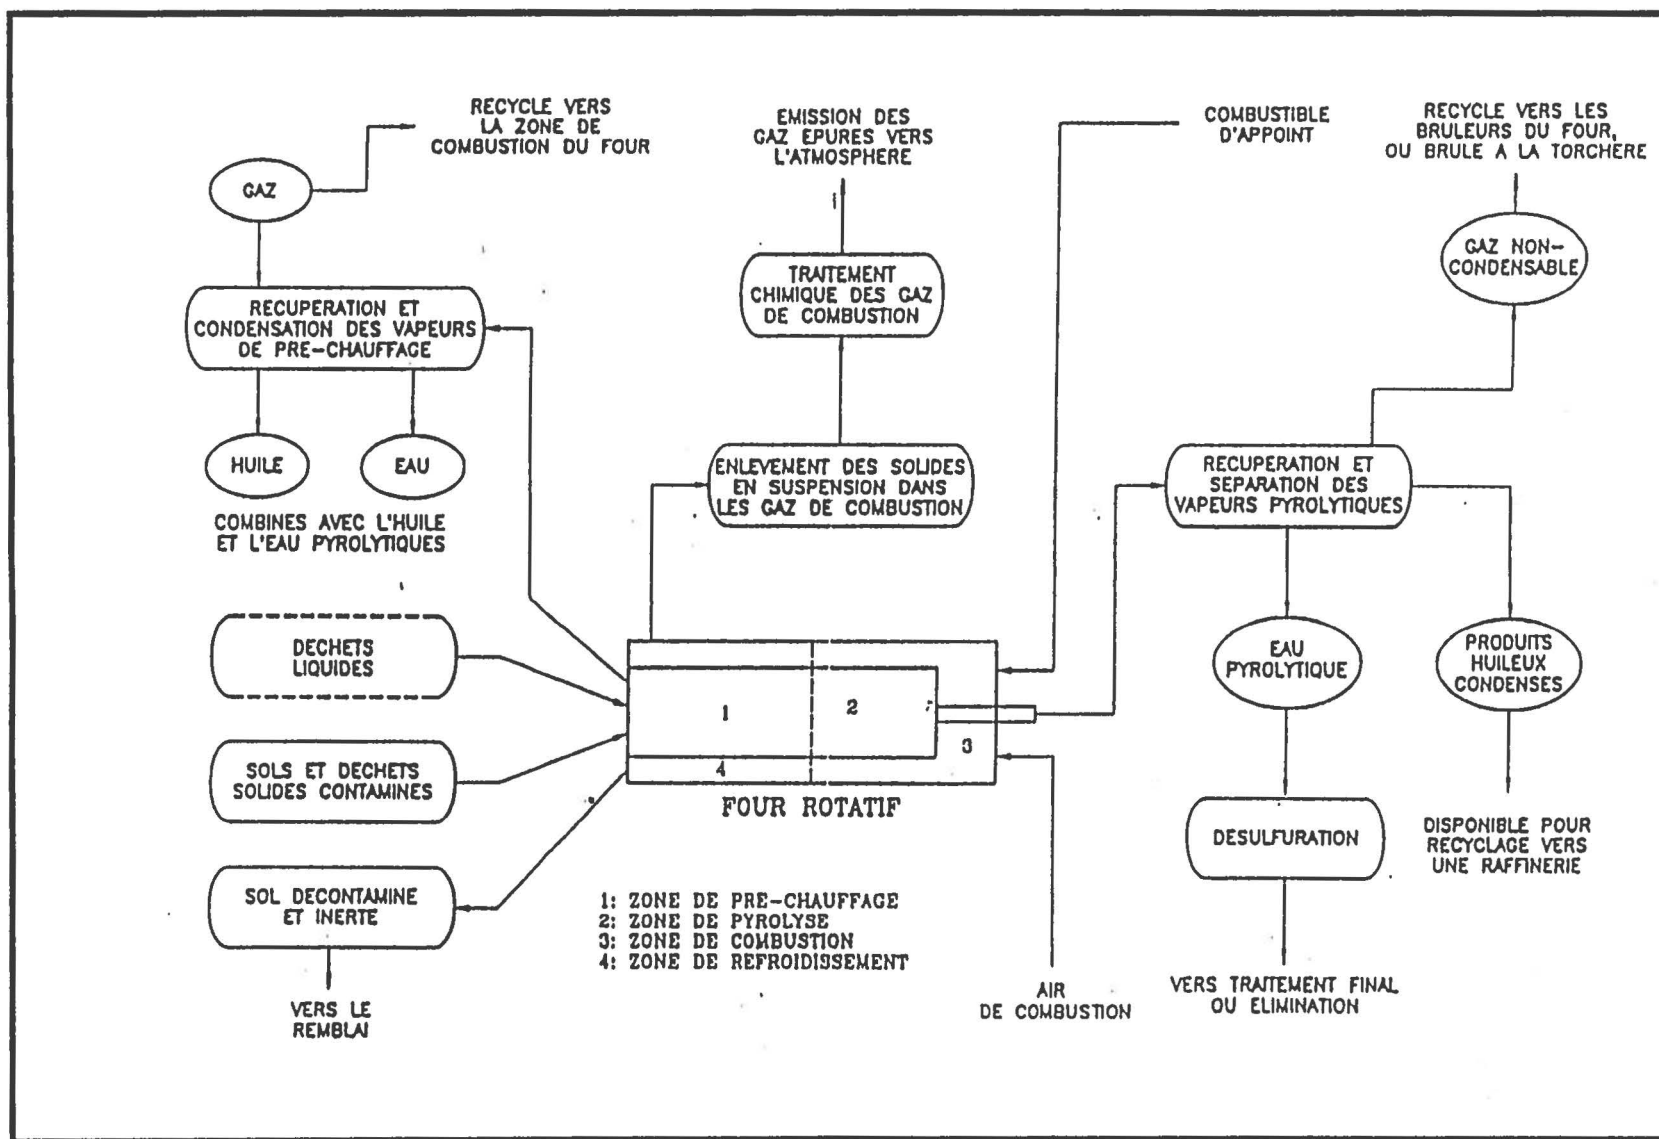 RECYCLE VERS
LA ZONE DE
COMBUSTION DU FOUR
EMISSION DES
GAZ EPURES VERS
L'ATMOSPHERE
COMBUSTIBLE
D'APPOINT
RECYCLE VERS LES
BRULEURS DU FOUR,
OU BRULE A LA TORCHERE
GAZ
GAZ NON-
CONDENSABLE
TRAITEMENT
CHIMIQUE DES GAZ
DE COMBUSTION
RECUPERATION ET
CONDENSATION DES VAPEURS
DE PRE-CHAUFFAGE
HUILE
EAU
COMBINES AVEC L'HUILE
ET L'EAU PYROLYTIQUES
ENLEVEMENT DES SOLIDES
EN SUSPENSION DANS
LES GAZ DE COMBUSTION
RECUPERATION ET
SEPARATION DES
VAPEURS PYROLYTIQUES
DECHETS
LIQUIDES
EAU
PYROLYTIQUE
PRODUITS
HUILEUX
CONDENSES
1
2
3
4
FOUR ROTATIF
SOLS ET DECHETS
SOLIDES CONTAMINES
DESULFURATION
DISPONIBLE POUR
RECYCLAGE VERS
UNE RAFFINERIE
SOL DECONTAMINE
ET INERTE
1: ZONE DE PRE-CHAUFFAGE
2: ZONE DE PYROLYSE
3: ZONE DE COMBUSTION
4: ZONE DE REFROIDISSEMENT
VERS LE
REMBLAI
AIR
DE COMBUSTION
VERS TRAITEMENT FINAL
OU ELIMINATION